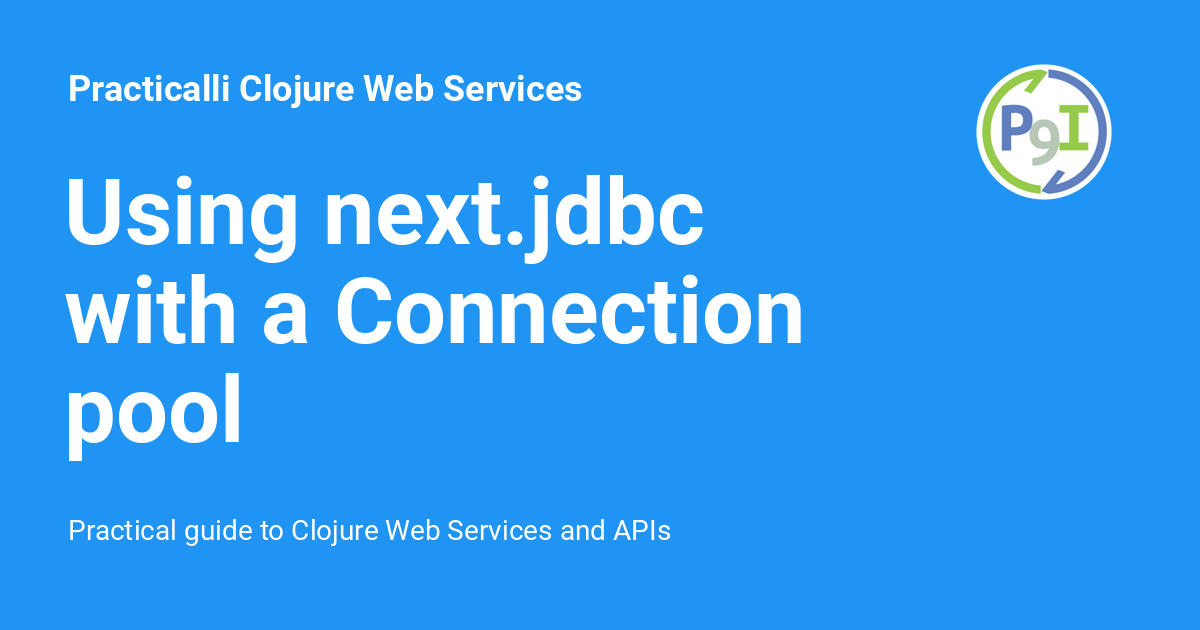 Practicalli Clojure Web Services
P9I
Using next.jdbc
with a Connection
pool
Practical guide to Clojure Web Services and APIs